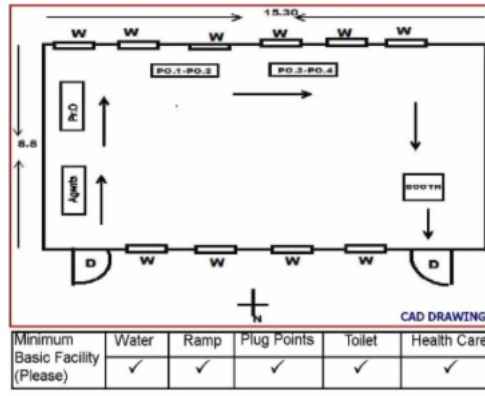 15.30
W W W W W W
PO.1-PO.2 PO.3-PO.4
Pr.O
8.8
Agents
BOOTH
D W W W W D
N
CAD DRAWING
Minimum Basic Facility (Please) Water Ramp Plug Points Toilet Health Care
✓ ✓ ✓ ✓ ✓